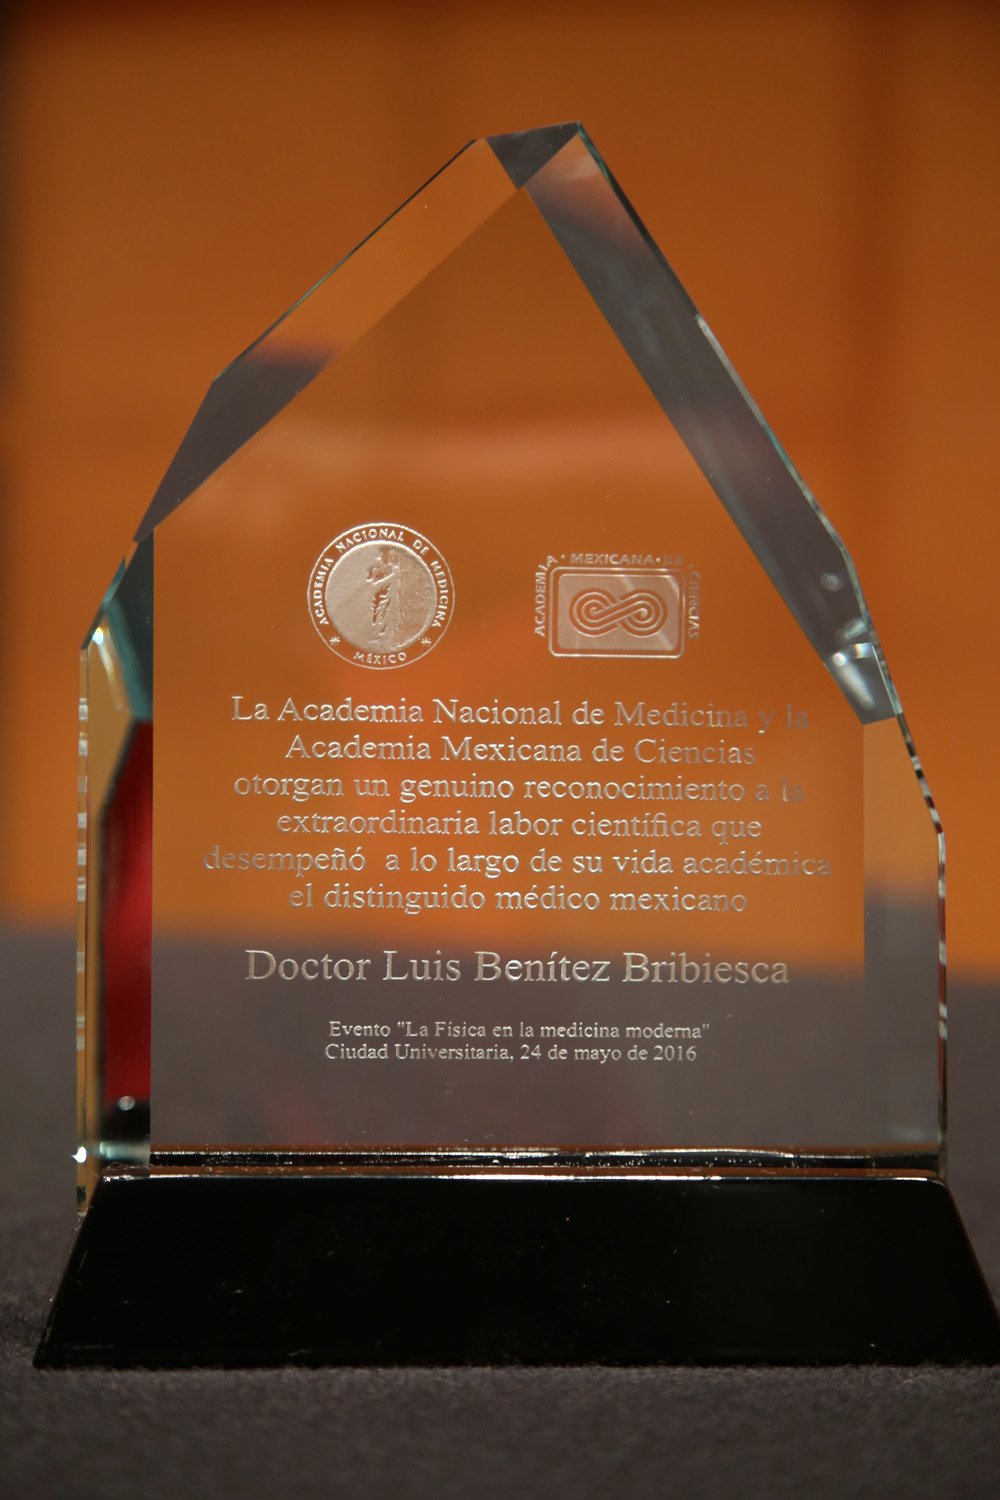 ACADEMIA NACIONAL DE MEDICINA
MÉXICO
ACADEMIA · MEXICANA · DE · CIENCIAS
La Academia Nacional de Medicina y la
Academia Mexicana de Ciencias
otorgan un genuino reconocimiento a la
extraordinaria labor científica que
desempeñó a lo largo de su vida académica
el distinguido médico mexicano
Doctor Luis Benítez Bribiesca
Evento "La Física en la medicina moderna"
Ciudad Universitaria, 24 de mayo de 2016